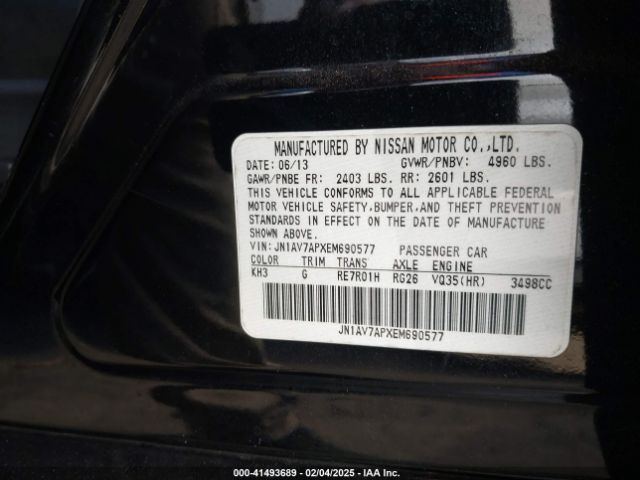 MANUFACTURED BY NISSAN MOTOR CO.,LTD.
DATE: 06/13 GVWR/PNBV: 4960 LBS.
GAWR/PNBE FR: 2403 LBS. RR: 2601 LBS.
THIS VEHICLE CONFORMS TO ALL APPLICABLE FEDERAL
MOTOR VEHICLE SAFETY,BUMPER,AND THEFT PREVENTION
STANDARDS IN EFFECT ON THE DATE OF MANUFACTURE
SHOWN ABOVE.
VIN: JN1AV7APXEM690577 PASSENGER CAR
COLOR TRIM TRANS AXLE ENGINE
KH3 G RE7R01H RG26 VQ35(HR) 3498CC
JN1AV7APXEM690577
000-41493689 - 02/04/2025 - IAA Inc.